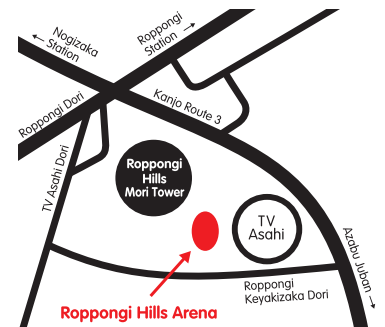 Nogizaka
Station
Roppongi
Station
Kanjo Route 3
Roppongi Dori
TV Asahi Dori
Roppongi
Hills
Mori Tower
TV
Asahi
Azabu Juban
Roppongi
Keyakizaka Dori
Roppongi Hills Arena